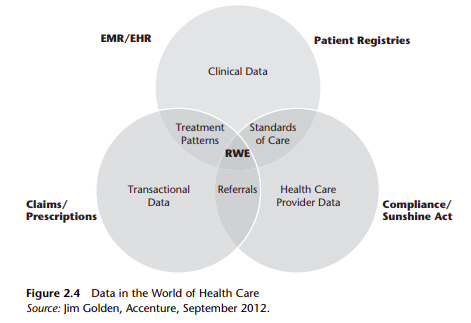 EMR/EHR
Patient Registries
Clinical Data
Treatment
Patterns
Standards
of Care
RWE
Transactional
Data
Referrals
Health Care
Provider Data
Claims/
Prescriptions
Compliance/
Sunshine Act
Figure 2.4 Data in the World of Health Care
Source: Jim Golden, Accenture, September 2012.